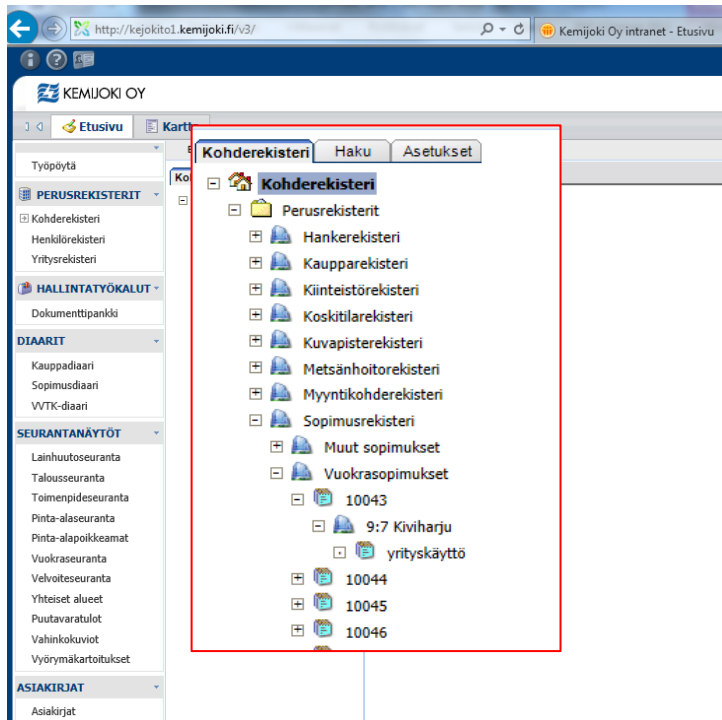 http://kejokito1.kemijoki.fi/v3/
Kemijoki Oy intranet - Etusivu
KEMIJOKI OY
Etusivu
Työpöytä
PERUSREKISTERIT
Kohderekisteri
Henkilörekisteri
Yritysrekisteri
HALLINTATYÖKALUT
Dokumenttipankki
DIAARIT
Kauppadiaari
Sopimusdiaari
VVTK-diaari
SEURANTANÄYTÖT
Lainhuutoseuranta
Talousseuranta
Toimenpideseuranta
Pinta-alaseuranta
Pinta-alapoikkeamat
Vuokraseuranta
Velvoiteseuranta
Yhteiset alueet
Puutavaratulot
Vahinkokuviot
Vyörymäkartoitukset
ASIAKIRJAT
Asiakirjat
Kohderekisteri Haku Asetukset
Kohderekisteri
Perusrekisterit
Hankerekisteri
Kaupparekisteri
Kiinteistörekisteri
Koskitilarekisteri
Kuvapisterekisteri
Metsänhoitorekisteri
Myyntikohderekisteri
Sopimusrekisteri
Muut sopimukset
Vuokrasopimukset
10043
9:7 Kiviharju
yrityskäyttö
10044
10045
10046